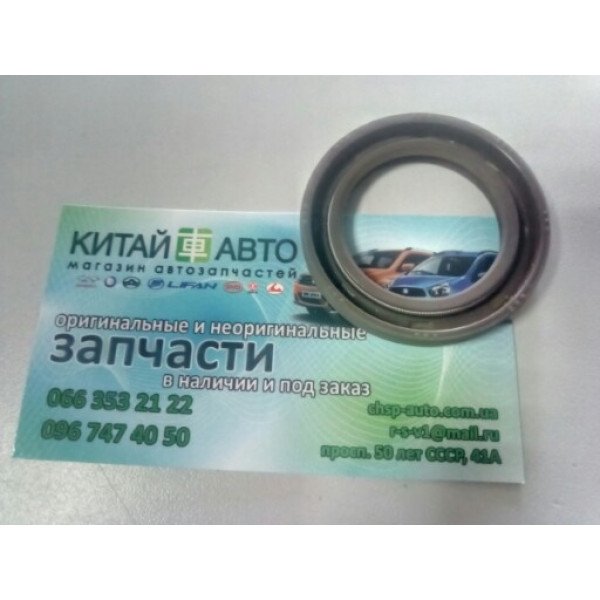 КИТАЙ 車 АВТО
магазин автозапчастей
LIFAN
оригинальные и неоригинальные
ЗАПЧАСТИ
в наличии и под заказ
066 353 21 22
096 747 40 50
chsp-auto.com.ua
r-s-v1@mail.ru
просп. 50 лет СССР, 41А